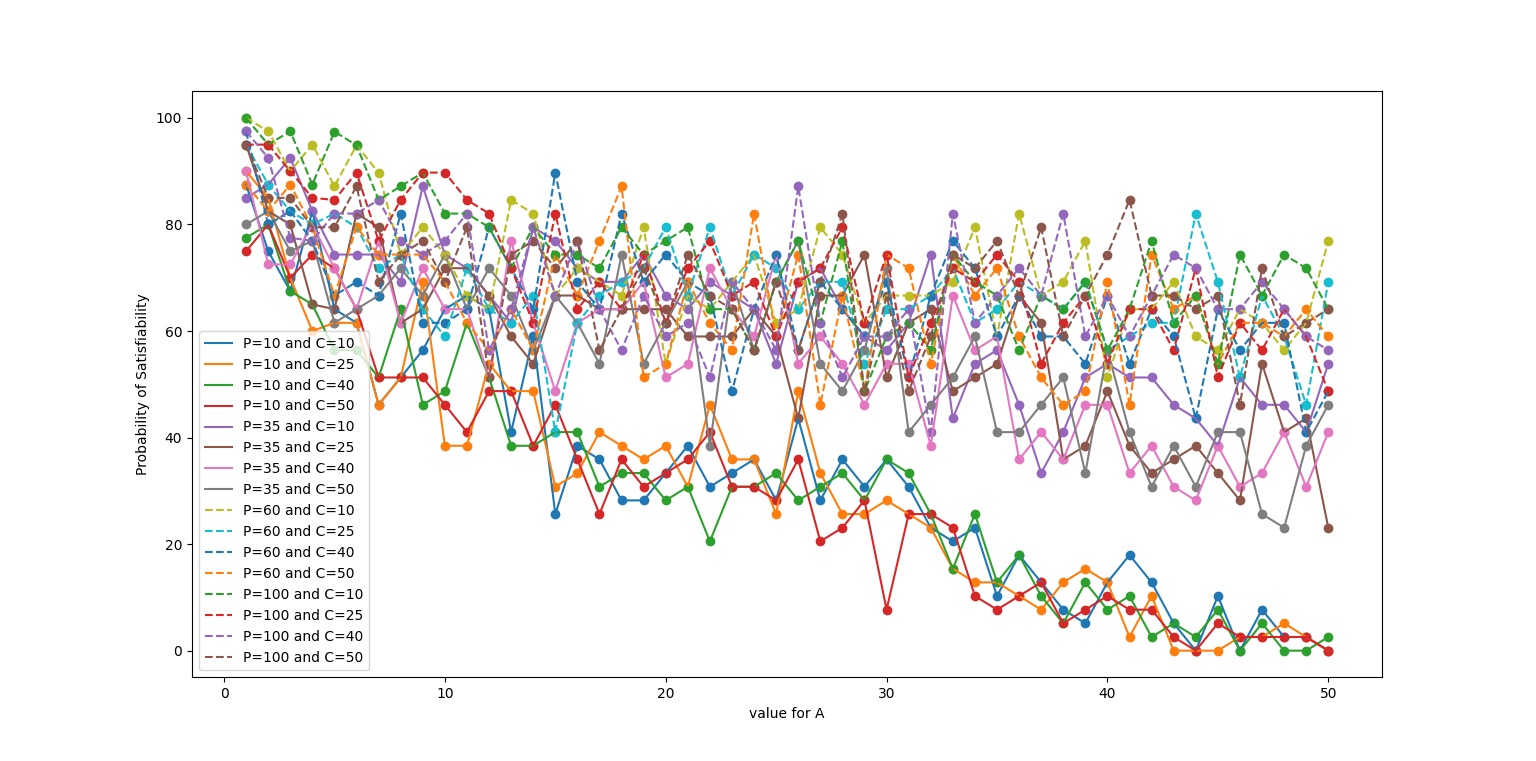 100
80
60
40
20
0
Probability of Satisfiability
P=10 and C=10
P=10 and C=25
P=10 and C=40
P=10 and C=50
P=35 and C=10
P=35 and C=25
P=35 and C=40
P=35 and C=50
P=60 and C=10
P=60 and C=25
P=60 and C=40
P=60 and C=50
P=100 and C=10
P=100 and C=25
P=100 and C=40
P=100 and C=50
0 10 20 30 40 50
value for A